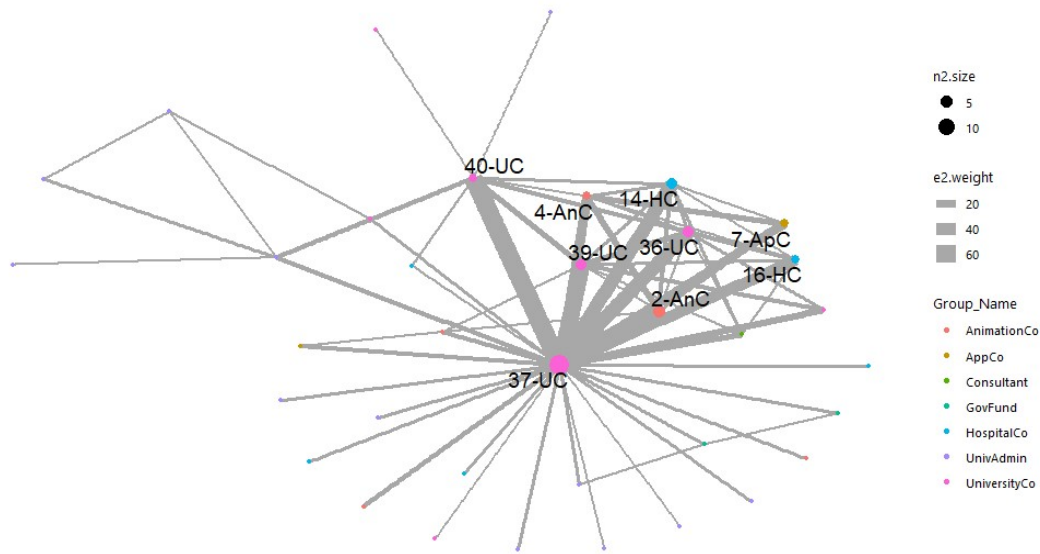 40-UC
4-AnC
14-HC
39-UC
36-UC
7-ApC
16-HC
2-AnC
37-UC
n2.size
5
10
e2.weight
20
40
60
Group_Name
AnimationCo
AppCo
Consultant
GovFund
HospitalCo
UnivAdmin
UniversityCo